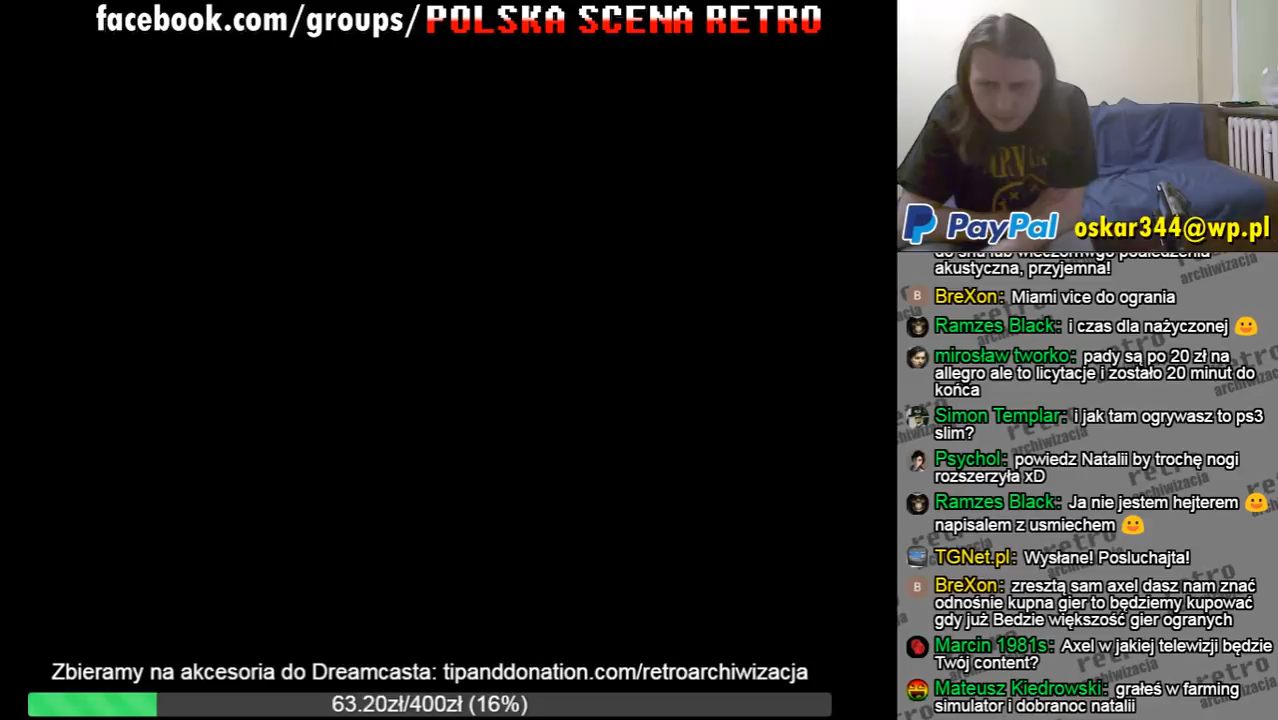 facebook.com/groups/POLSKA SCENA RETRO
PayPal oskar344@wp.pl
akustyczna, przyjemna!
BreXon: Miami vice do ogrania
Ramzes Black: i czas dla nażyczonej
mirosław tworko: pady są po 20 zł na
allegro ale to licytacje i zostało 20 minut do
końca
Simon Templar: i jak tam ogrywasz to ps3
slim?
Psychol: powiedz Natalii by trochę nogi
rozszerzyła xD
Ramzes Black: Ja nie jestem hejterem
napisalem z usmiechem
TGNet.pl: Wysłane! Posluchajta!
BreXon: zresztą sam axel dasz nam znać
odnośnie kupna gier to będziemy kupować
gdy już Bedzie większość gier ogranych
Marcin 1981s: Axel w jakiej telewizji będzie
Twój content?
Mateusz Kiedrowski: grałeś w farming
simulator i dobranoc natalii
Zbieramy na akcesoria do Dreamcasta: tipanddonation.com/retroarchiwizacja
63.20zł/400zł (16%)